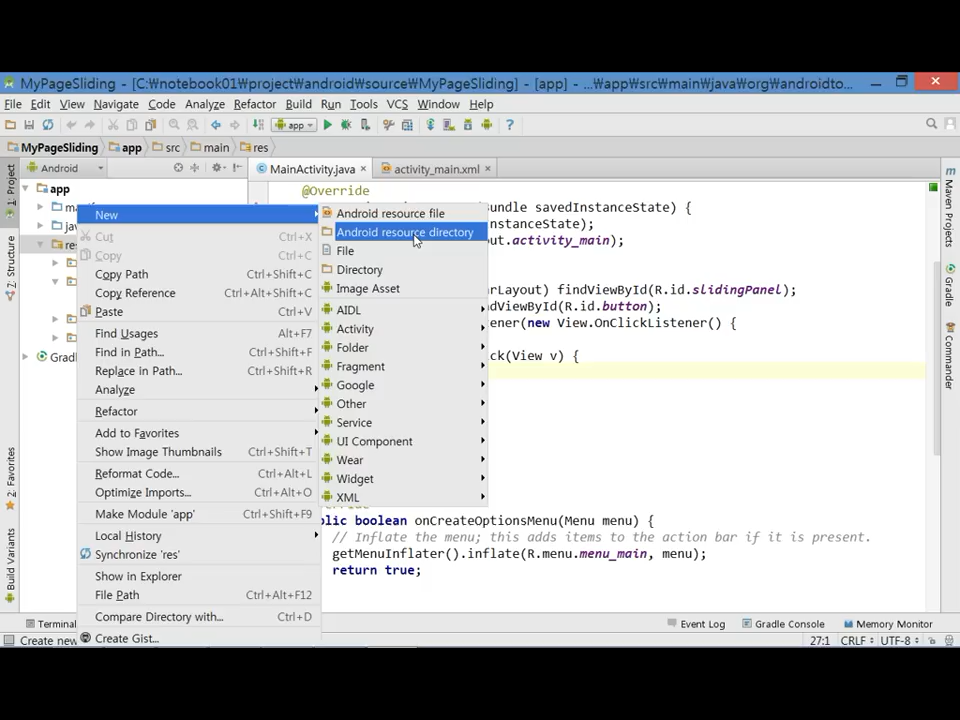 MyPageSliding - [C:₩notebook01₩project₩android₩source₩MyPageSliding] - [app] - ...₩app₩src₩main₩java₩org₩androidto...
File Edit View Navigate Code Analyze Refactor Build Run Tools VCS Window Help
app
MyPageSliding app src main res
Android
MainActivity.java
activity_main.xml
1: Project
app
@Override
ma
New
Android resource file
undle savedInstanceState) {
ja
nstanceState);
Cut Ctrl+X
Android resource directory
res
out.activity_main);
Copy Ctrl+C
File
Copy Path Ctrl+Shift+C
Directory
Copy Reference Ctrl+Alt+Shift+C
Image Asset
arLayout) findViewById(R.id.slidingPanel);
Paste Ctrl+V
AIDL
ndViewById(R.id.button);
Find Usages Alt+F7
Activity
ener(new View.OnClickListener() {
Find in Path... Ctrl+Shift+F
Folder
ck(View v) {
Gradl
Replace in Path... Ctrl+Shift+R
Fragment
Analyze
Google
Refactor
Other
Add to Favorites
Service
Show Image Thumbnails Ctrl+Shift+T
UI Component
Reformat Code... Ctrl+Alt+L
Wear
Optimize Imports... Ctrl+Alt+O
Widget
Make Module 'app' Ctrl+Shift+F9
XML
Local History
blic boolean onCreateOptionsMenu(Menu menu) {
Synchronize 'res'
// Inflate the menu; this adds items to the action bar if it is present.
getMenuInflater().inflate(R.menu.menu_main, menu);
Show in Explorer
return true;
File Path Ctrl+Alt+F12
Compare Directory with... Ctrl+D
Create Gist...
7: Structure
2: Favorites
Build Variants
Maven Projects
Gradle
Commander
Terminal
Event Log
Gradle Console
Memory Monitor
Create new
27:1 CRLF UTF-8